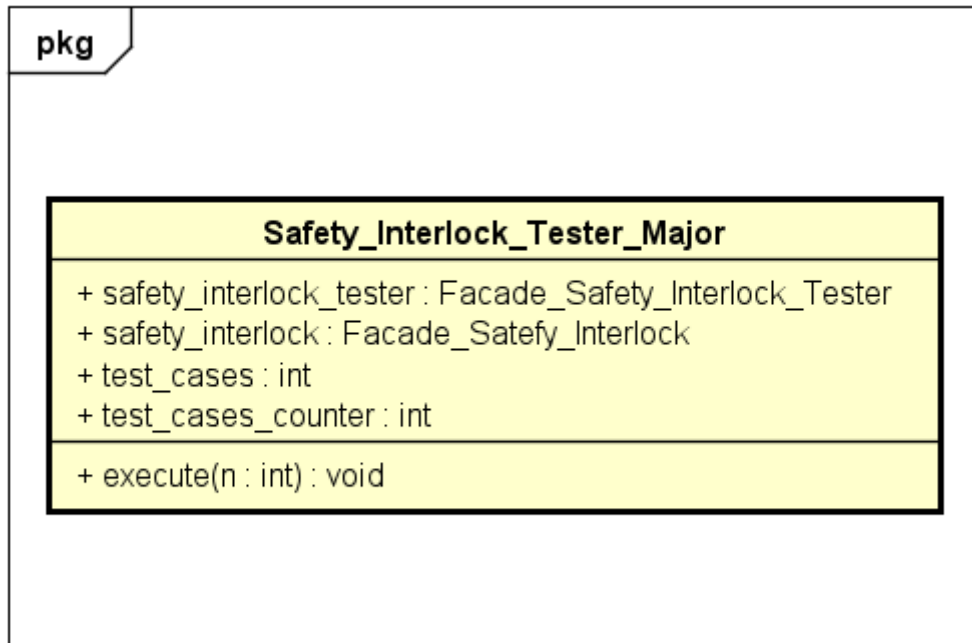 pkg
Safety_Interlock_Tester_Major
+ safety_interlock_tester : Facade_Safety_Interlock_Tester
+ safety_interlock : Facade_Satefy_Interlock
+ test_cases : int
+ test_cases_counter : int
+ execute(n : int) : void